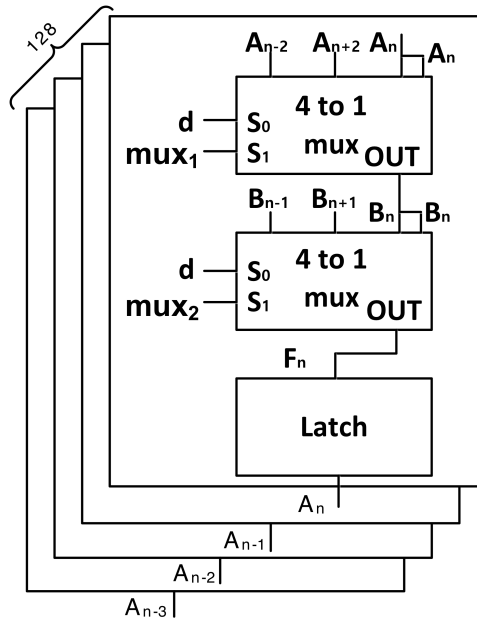 128
Aₙ₋₂ Aₙ₊₂ Aₙ Aₙ
d S₀ 4 to 1
mux₁ S₁ mux OUT
Bₙ₋₁ Bₙ₊₁ Bₙ Bₙ
d S₀ 4 to 1
mux₂ S₁ mux OUT
Fₙ
Latch
Aₙ
Aₙ₋₁
Aₙ₋₂
Aₙ₋₃